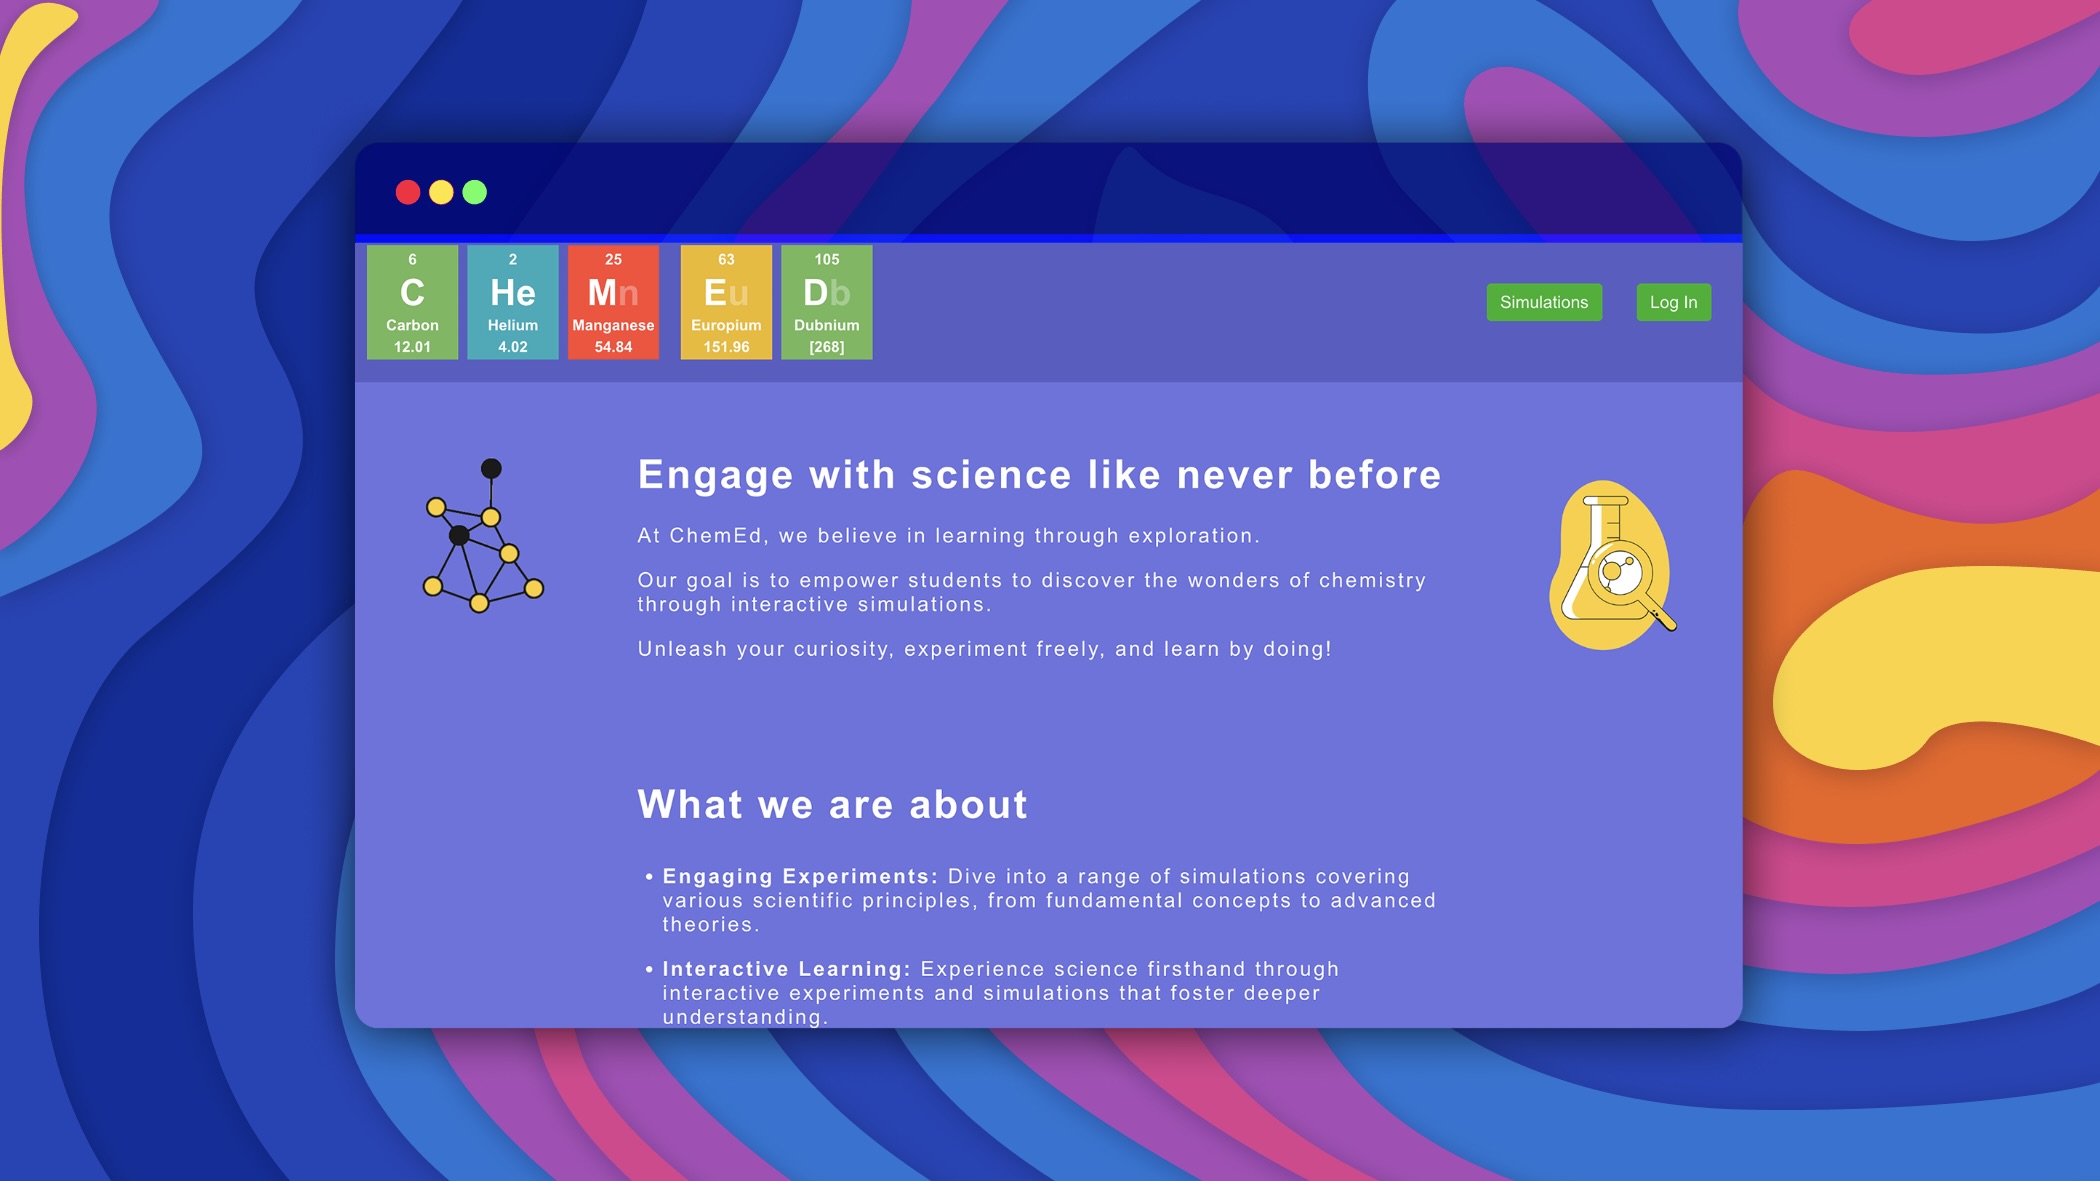 6
C
Carbon
12.01
2
He
Helium
4.02
25
Mn
Manganese
54.84
63
Eu
Europium
151.96
105
Db
Dubnium
[268]
Simulations
Log In
Engage with science like never before
At ChemEd, we believe in learning through exploration.
Our goal is to empower students to discover the wonders of chemistry
through interactive simulations.
Unleash your curiosity, experiment freely, and learn by doing!
What we are about
• Engaging Experiments: Dive into a range of simulations covering
various scientific principles, from fundamental concepts to advanced
theories.
• Interactive Learning: Experience science firsthand through
interactive experiments and simulations that foster deeper
understanding.